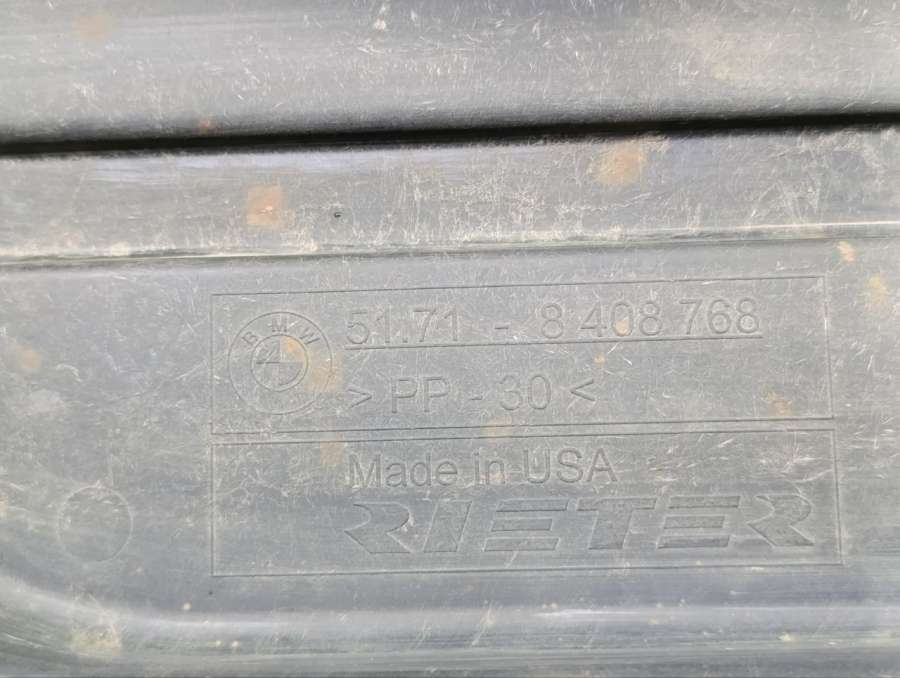 BMW
51.71 - 8 408 768
> PP - 30 <
Made in USA
RIETER